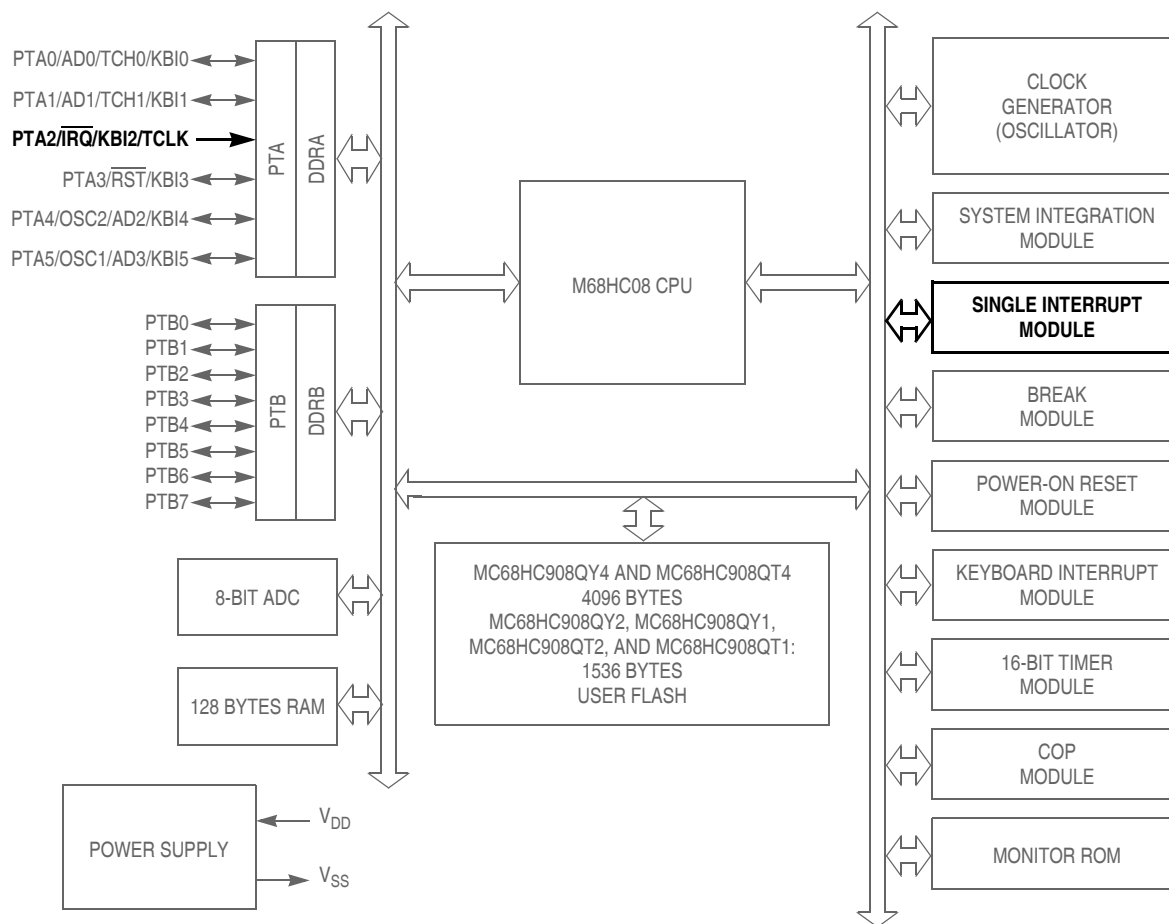 PTA0/AD0/TCH0/KBI0
PTA1/AD1/TCH1/KBI1
PTA2/IRQ/KBI2/TCLK
PTA3/RST/KBI3
PTA4/OSC2/AD2/KBI4
PTA5/OSC1/AD3/KBI5
PTA
DDRA
PTB0
PTB1
PTB2
PTB3
PTB4
PTB5
PTB6
PTB7
PTB
DDRB
8-BIT ADC
128 BYTES RAM
POWER SUPPLY
VDD
VSS
M68HC08 CPU
MC68HC908QY4 AND MC68HC908QT4
4096 BYTES
MC68HC908QY2, MC68HC908QY1,
MC68HC908QT2, AND MC68HC908QT1:
1536 BYTES
USER FLASH
CLOCK
GENERATOR
(OSCILLATOR)
SYSTEM INTEGRATION
MODULE
SINGLE INTERRUPT
MODULE
BREAK
MODULE
POWER-ON RESET
MODULE
KEYBOARD INTERRUPT
MODULE
16-BIT TIMER
MODULE
COP
MODULE
MONITOR ROM